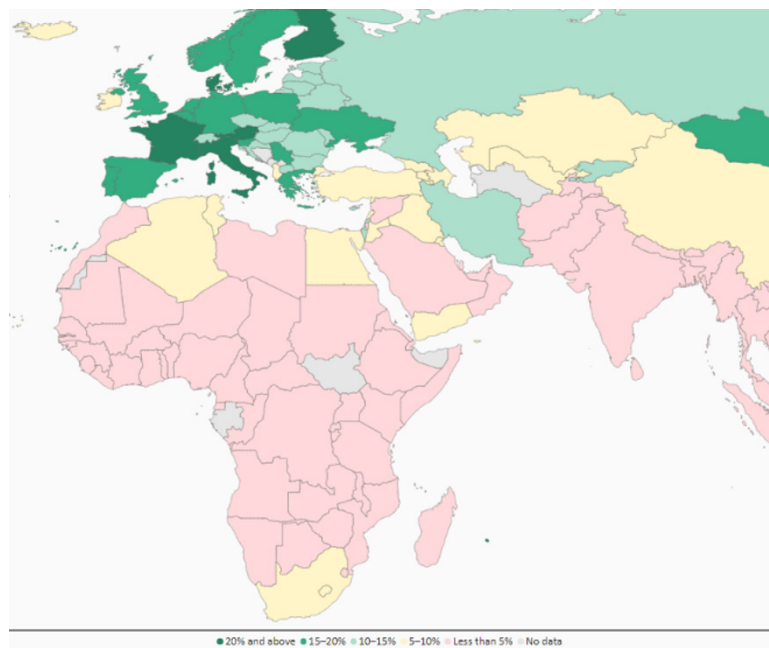 20% and above 15–20% 10–15% 5–10% Less than 5% No data